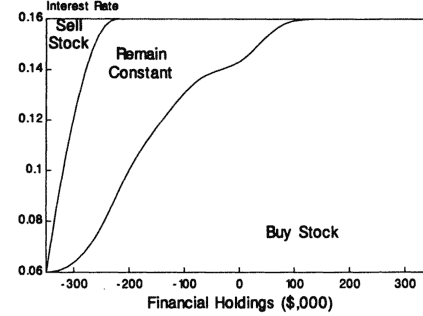 Interest Rate
0.16
Sell
Stock
Remain
Constant
0.14
0.12
0.1
0.08
Buy Stock
0.06
-300 -200 -100 0 100 200 300
Financial Holdings ($,000)